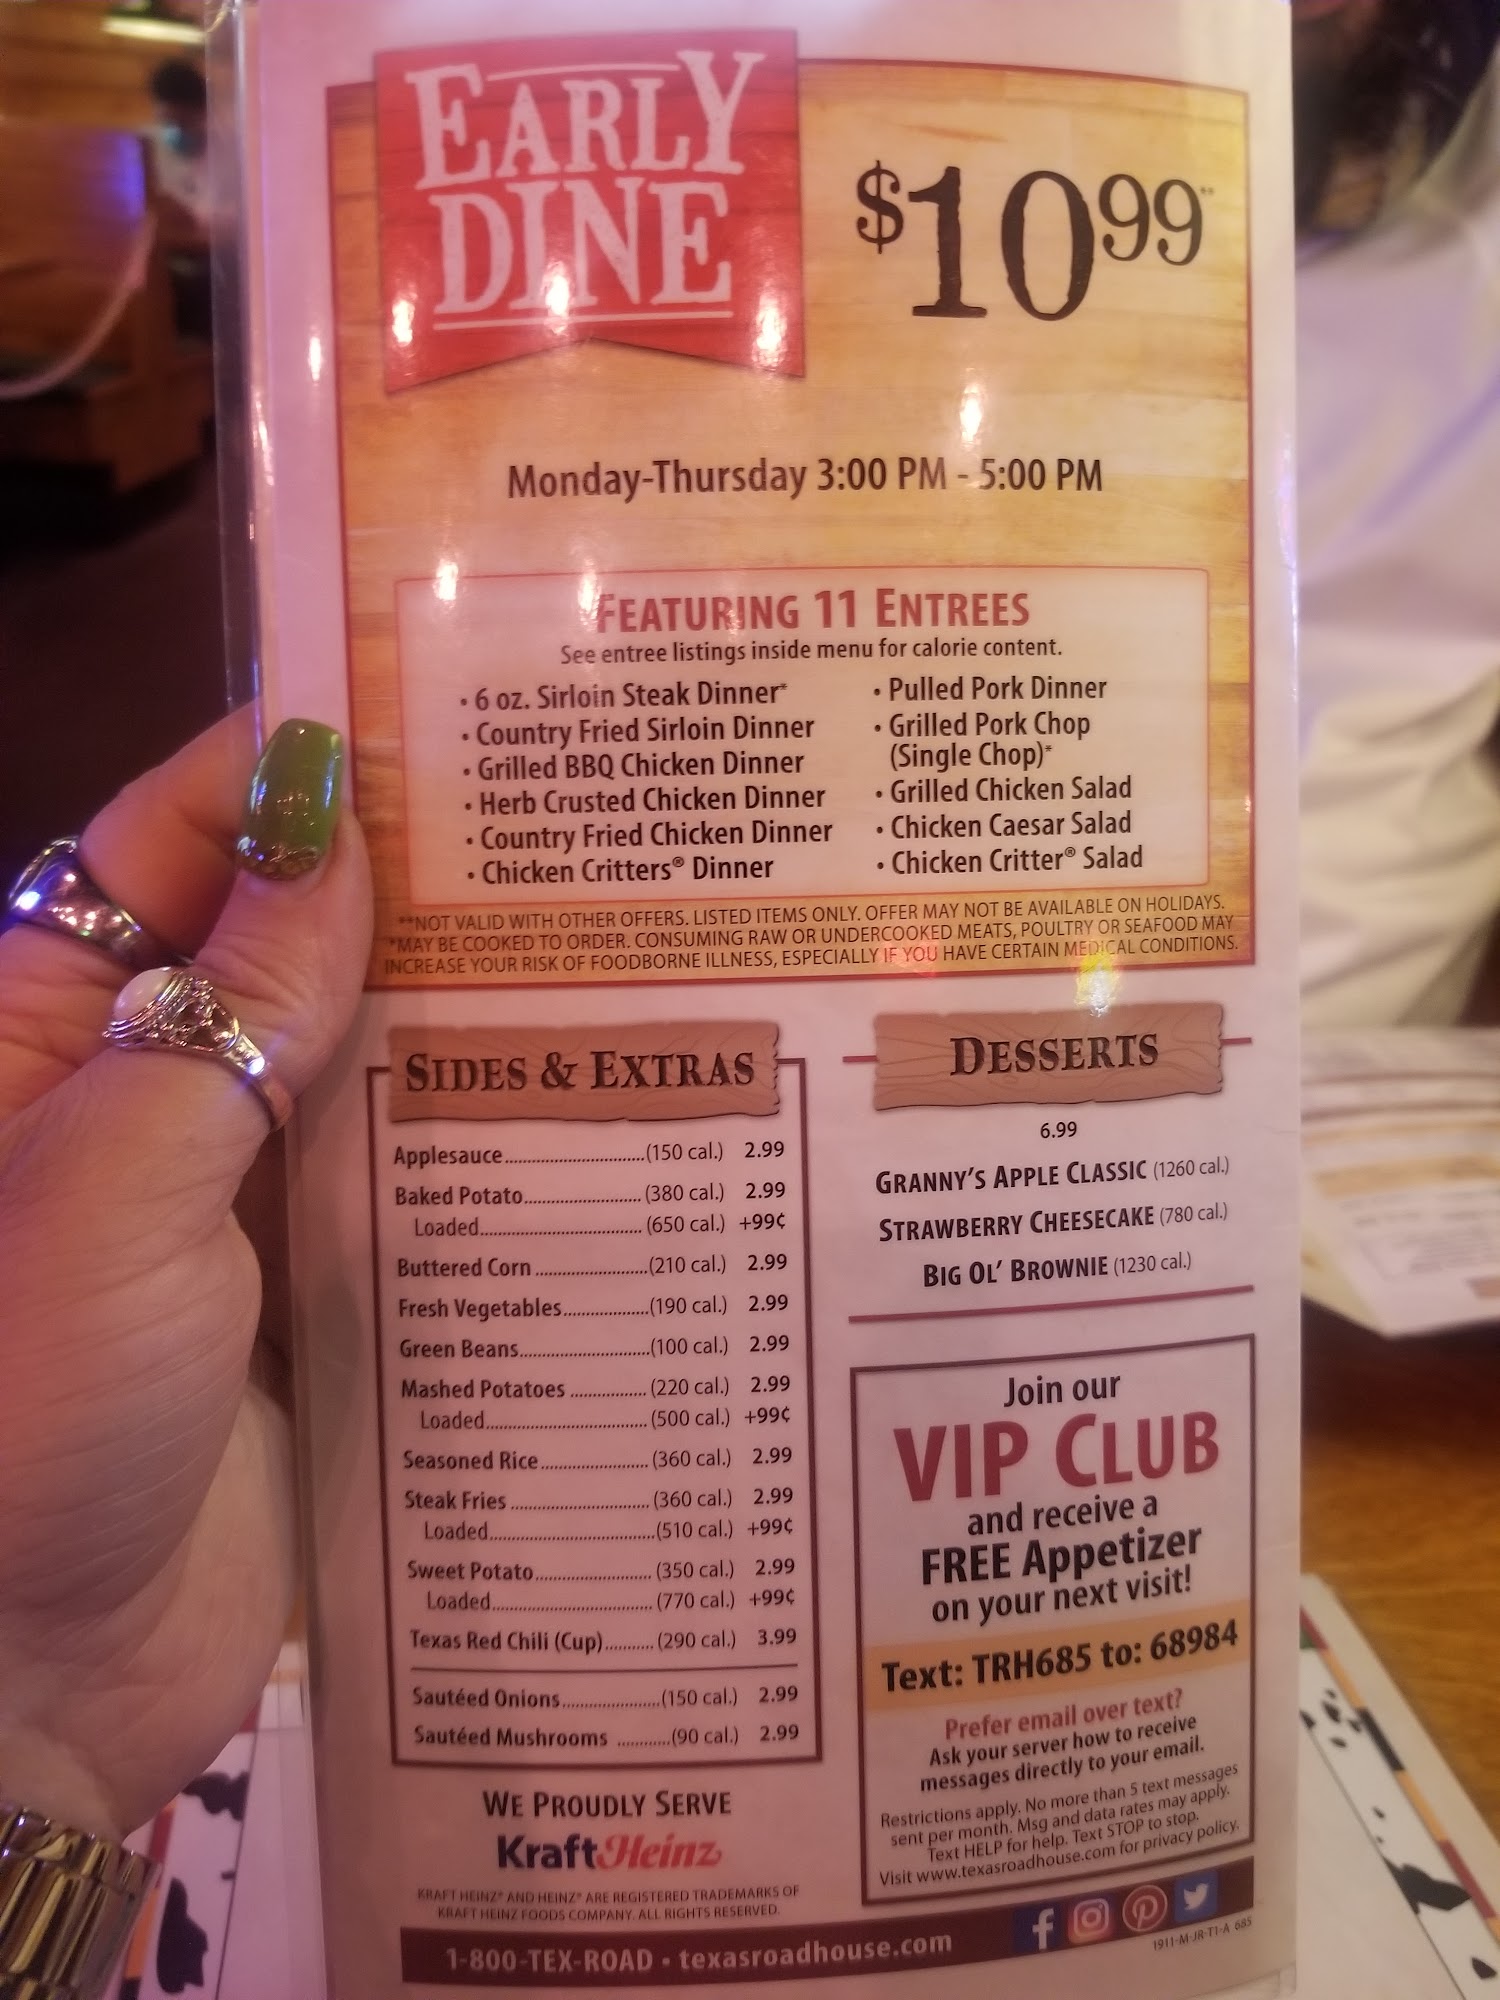 EARLY
DINE
$10.99**
Monday-Thursday 3:00 PM - 5:00 PM
FEATURING 11 ENTREES
See entree listings inside menu for calorie content.
• 6 oz. Sirloin Steak Dinner*
• Country Fried Sirloin Dinner
• Grilled BBQ Chicken Dinner
• Herb Crusted Chicken Dinner
• Country Fried Chicken Dinner
• Chicken Critters® Dinner
• Pulled Pork Dinner
• Grilled Pork Chop
(Single Chop)*
• Grilled Chicken Salad
• Chicken Caesar Salad
• Chicken Critter® Salad
**NOT VALID WITH OTHER OFFERS. LISTED ITEMS ONLY. OFFER MAY NOT BE AVAILABLE ON HOLIDAYS.
*MAY BE COOKED TO ORDER. CONSUMING RAW OR UNDERCOOKED MEATS, POULTRY OR SEAFOOD MAY
INCREASE YOUR RISK OF FOODBORNE ILLNESS, ESPECIALLY IF YOU HAVE CERTAIN MEDICAL CONDITIONS.
SIDES & EXTRAS
Applesauce..............................(150 cal.) 2.99
Baked Potato.........................(380 cal.) 2.99
Loaded...................................(650 cal.) +99¢
Buttered Corn........................(210 cal.) 2.99
Fresh Vegetables...................(190 cal.) 2.99
Green Beans............................(100 cal.) 2.99
Mashed Potatoes.................(220 cal.) 2.99
Loaded...................................(500 cal.) +99¢
Seasoned Rice.......................(360 cal.) 2.99
Steak Fries..............................(360 cal.) 2.99
Loaded...................................(510 cal.) +99¢
Sweet Potato.........................(350 cal.) 2.99
Loaded...................................(770 cal.) +99¢
Texas Red Chili (Cup)...........(290 cal.) 3.99
Sautéed Onions.....................(150 cal.) 2.99
Sautéed Mushrooms............(90 cal.) 2.99
WE PROUDLY SERVE
KraftHeinz
KRAFT HEINZ® AND HEINZ® ARE REGISTERED TRADEMARKS OF
KRAFT HEINZ FOODS COMPANY. ALL RIGHTS RESERVED.
DESSERTS
6.99
GRANNY'S APPLE CLASSIC (1260 cal.)
STRAWBERRY CHEESECAKE (780 cal.)
BIG OL' BROWNIE (1230 cal.)
Join our
VIP CLUB
and receive a
FREE Appetizer
on your next visit!
Text: TRH685 to: 68984
Prefer email over text?
Ask your server how to receive
messages directly to your email.
Restrictions apply. No more than 5 text messages
sent per month. Msg and data rates may apply.
Text HELP for help. Text STOP to stop.
Visit www.texasroadhouse.com for privacy policy.
1-800-TEX-ROAD • texasroadhouse.com
1911-M-JR-T1-A 685